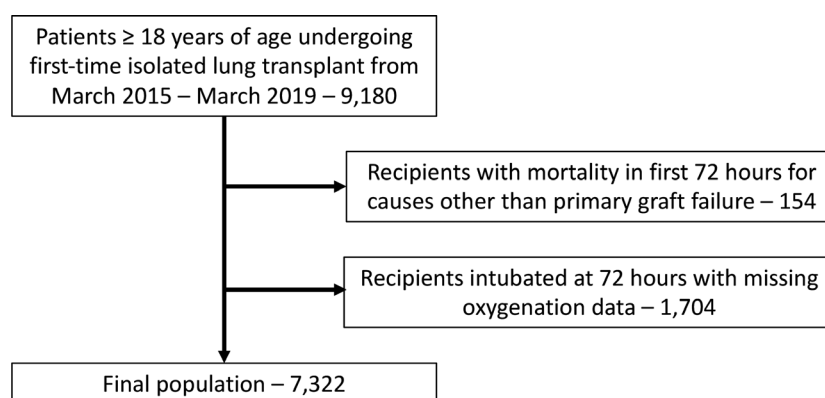 Patients ≥ 18 years of age undergoing
first-time isolated lung transplant from
March 2015 – March 2019 – 9,180
Recipients with mortality in first 72 hours for
causes other than primary graft failure – 154
Recipients intubated at 72 hours with missing
oxygenation data – 1,704
Final population – 7,322